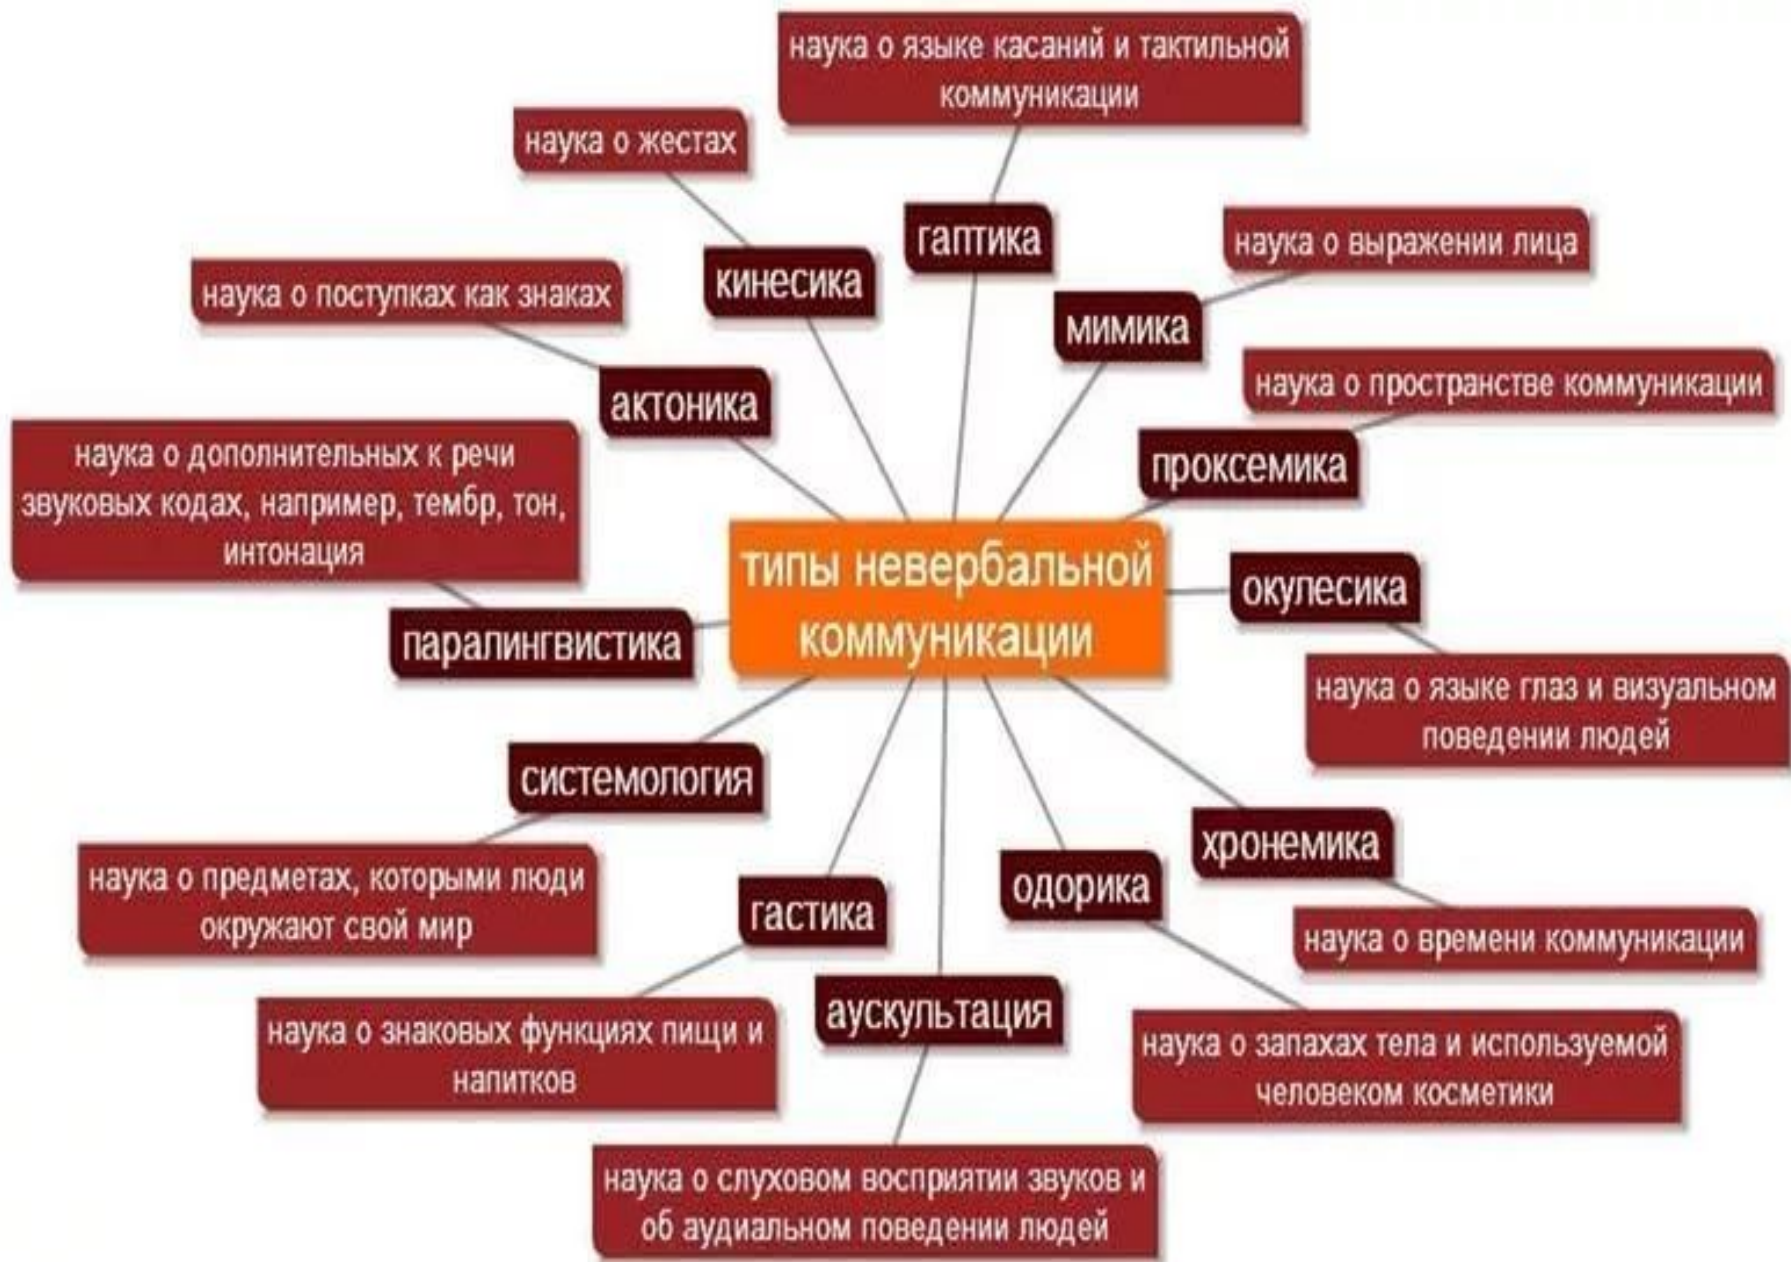 наука о языке касаний и тактильной
коммуникации
наука о жестах
гаптика
наука о выражении лица
кинесика
наука о поступках как знаках
мимика
наука о пространстве коммуникации
актоника
проксемика
наука о дополнительных к речи
звуковых кодах, например, тембр, тон,
интонация
типы невербальной
коммуникации
окулесика
паралингвистика
наука о языке глаз и визуальном
поведении людей
системология
хронемика
наука о предметах, которыми люди
окружают свой мир
одорика
гастика
наука о времени коммуникации
аускультация
наука о знаковых функциях пищи и
напитков
наука о запахах тела и используемой
человеком косметики
наука о слуховом восприятии звуков и
об аудиальном поведении людей